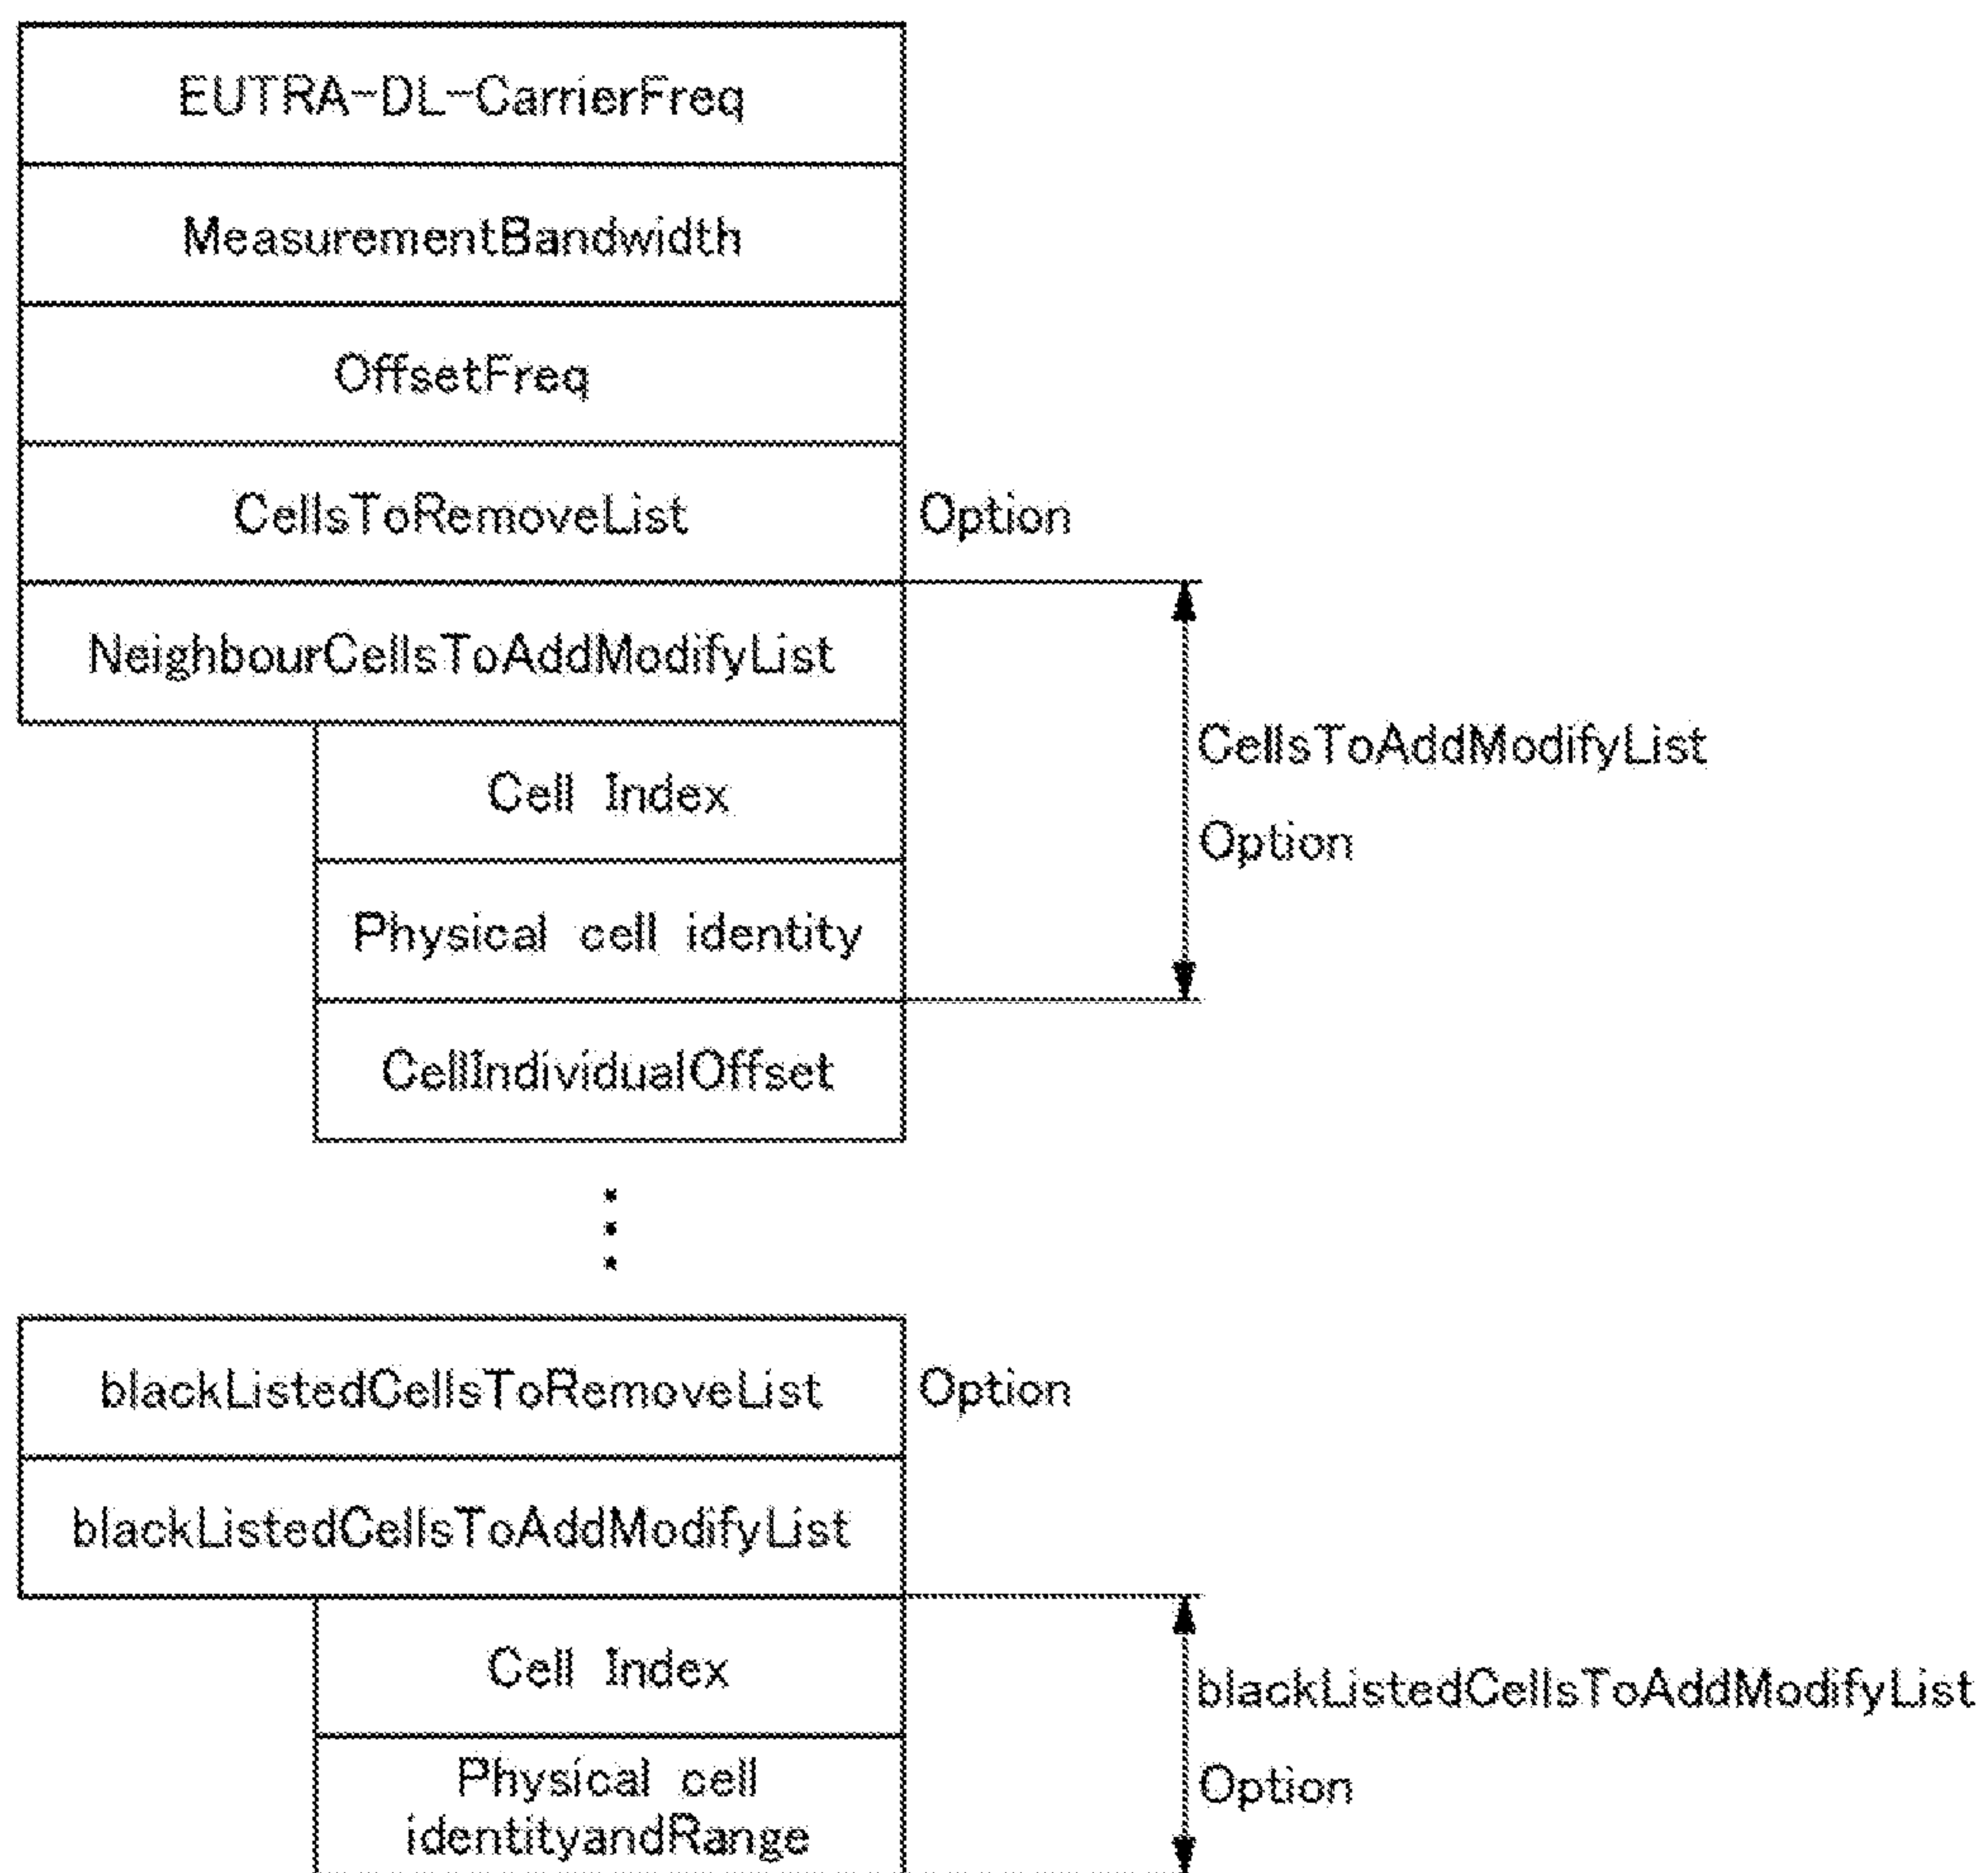 EUTRA-DL-CarrierFreq
MeasurementBandwidth
OffsetFreq
CellsToRemoveList
Option
NeighbourCellsToAddModifyList
Cell Index
CellsToAddModifyList
Option
Physical cell identity
CellIndividualOffset
blackListedCellsToRemoveList
Option
blackListedCellsToAddModifyList
Cell Index
blackListedCellsToAddModifyList
Option
Physical cell
identityandRange